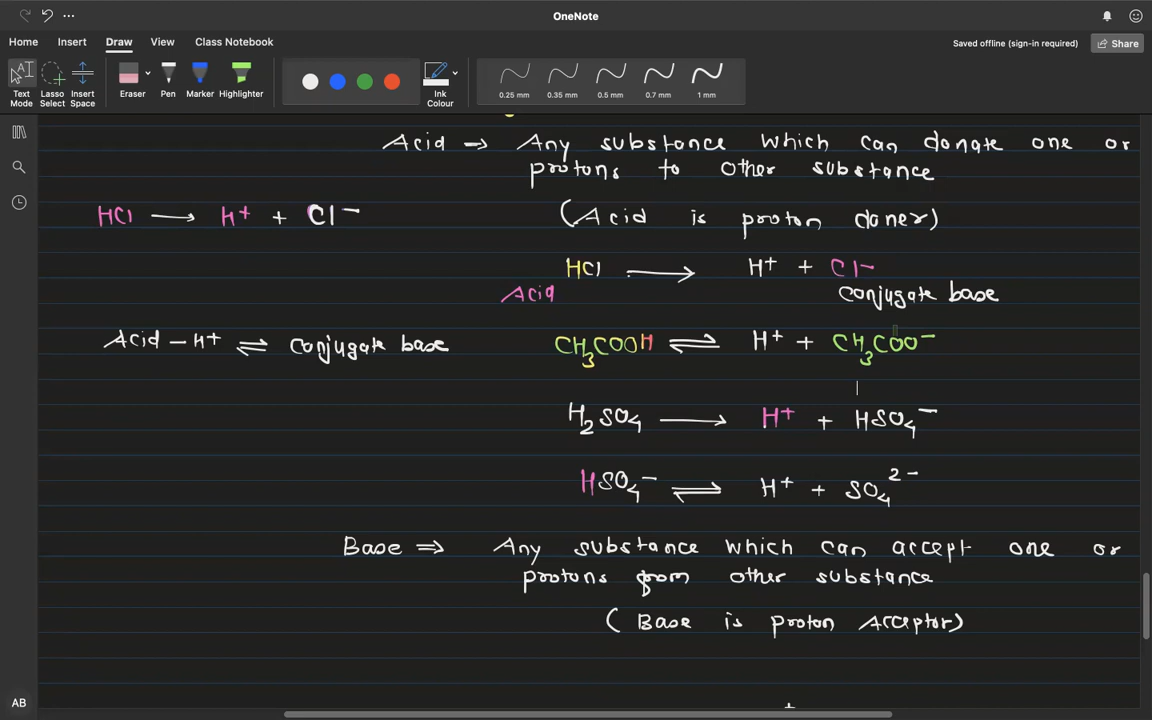 OneNote
Home Insert Draw View Class Notebook
Saved offline (sign-in required) Share
Text Mode
Lasso Select
Insert Space
Eraser
Pen
Marker
Highlighter
Ink Colour
0.25 mm 0.35 mm 0.5 mm 0.7 mm 1 mm
Acid → Any substance which can donate one or
protons to other substance
HCl → H⁺ + Cl⁻
(Acid is proton doner)
HCl → H⁺ + Cl⁻
Acid conjugate base
Acid – H⁺ ⇌ conjugate base
CH₃COOH ⇌ H⁺ + CH₃COO⁻
H₂SO₄ → H⁺ + HSO₄⁻
HSO₄⁻ ⇌ H⁺ + SO₄²⁻
Base ⇒ Any substance which can accept one or
protons from other substance
(Base is proton Acceptor)
AB